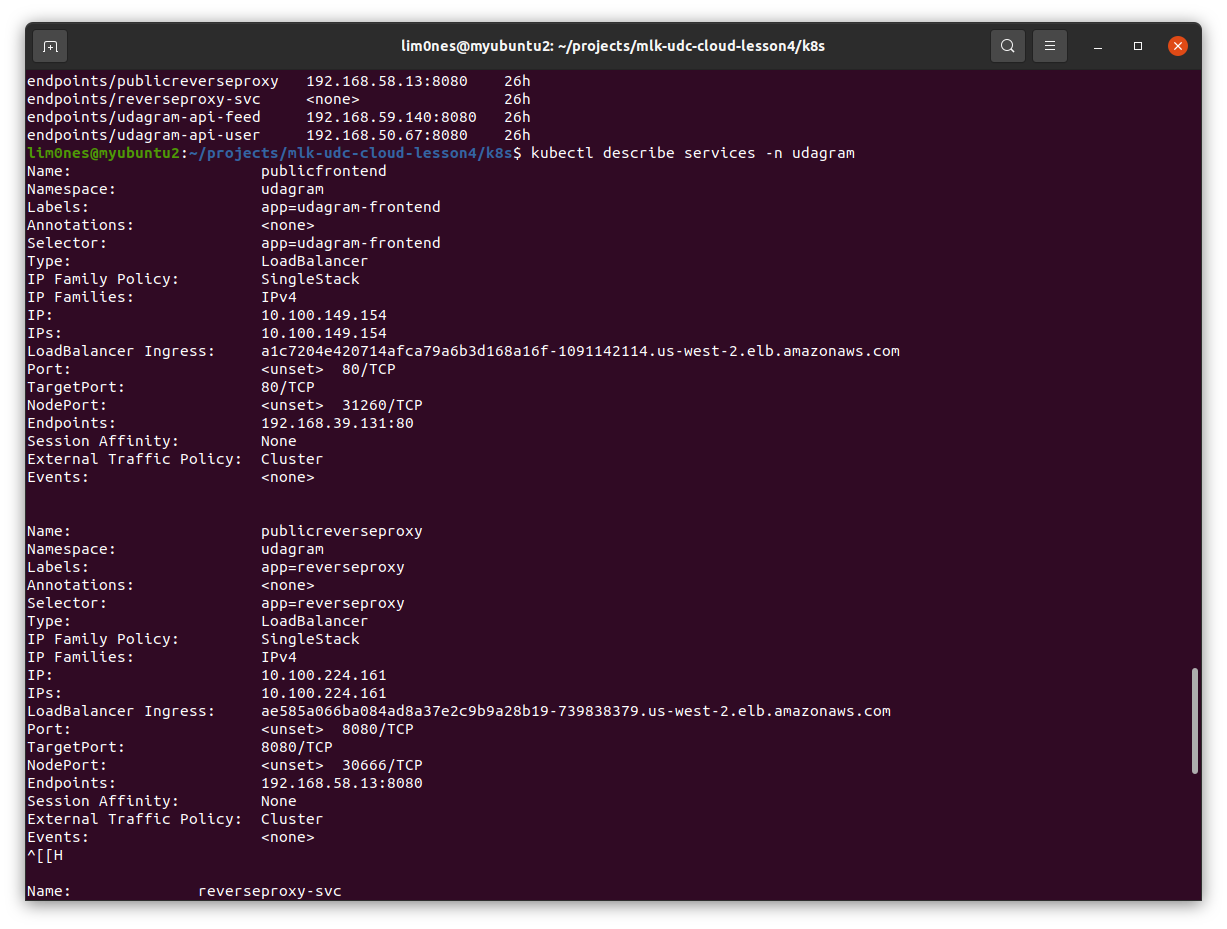 lim0nes@myubuntu2: ~/projects/mlk-udc-cloud-lesson4/k8s
endpoints/publicreverseproxy   192.168.58.13:8080    26h
endpoints/reverseproxy-svc     <none>                26h
endpoints/udagram-api-feed     192.168.59.140:8080   26h
endpoints/udagram-api-user     192.168.50.67:8080    26h
lim0nes@myubuntu2:~/projects/mlk-udc-cloud-lesson4/k8s$ kubectl describe services -n udagram
Name:                     publicfrontend
Namespace:                udagram
Labels:                   app=udagram-frontend
Annotations:              <none>
Selector:                 app=udagram-frontend
Type:                     LoadBalancer
IP Family Policy:         SingleStack
IP Families:              IPv4
IP:                       10.100.149.154
IPs:                      10.100.149.154
LoadBalancer Ingress:     a1c7204e420714afca79a6b3d168a16f-1091142114.us-west-2.elb.amazonaws.com
Port:                     <unset>  80/TCP
TargetPort:               80/TCP
NodePort:                 <unset>  31260/TCP
Endpoints:                192.168.39.131:80
Session Affinity:         None
External Traffic Policy:  Cluster
Events:                   <none>
Name:                     publicreverseproxy
Namespace:                udagram
Labels:                   app=reverseproxy
Annotations:              <none>
Selector:                 app=reverseproxy
Type:                     LoadBalancer
IP Family Policy:         SingleStack
IP Families:              IPv4
IP:                       10.100.224.161
IPs:                      10.100.224.161
LoadBalancer Ingress:     ae585a066ba084ad8a37e2c9b9a28b19-739838379.us-west-2.elb.amazonaws.com
Port:                     <unset>  8080/TCP
TargetPort:               8080/TCP
NodePort:                 <unset>  30666/TCP
Endpoints:                192.168.58.13:8080
Session Affinity:         None
External Traffic Policy:  Cluster
Events:                   <none>
^[[H
Name:              reverseproxy-svc